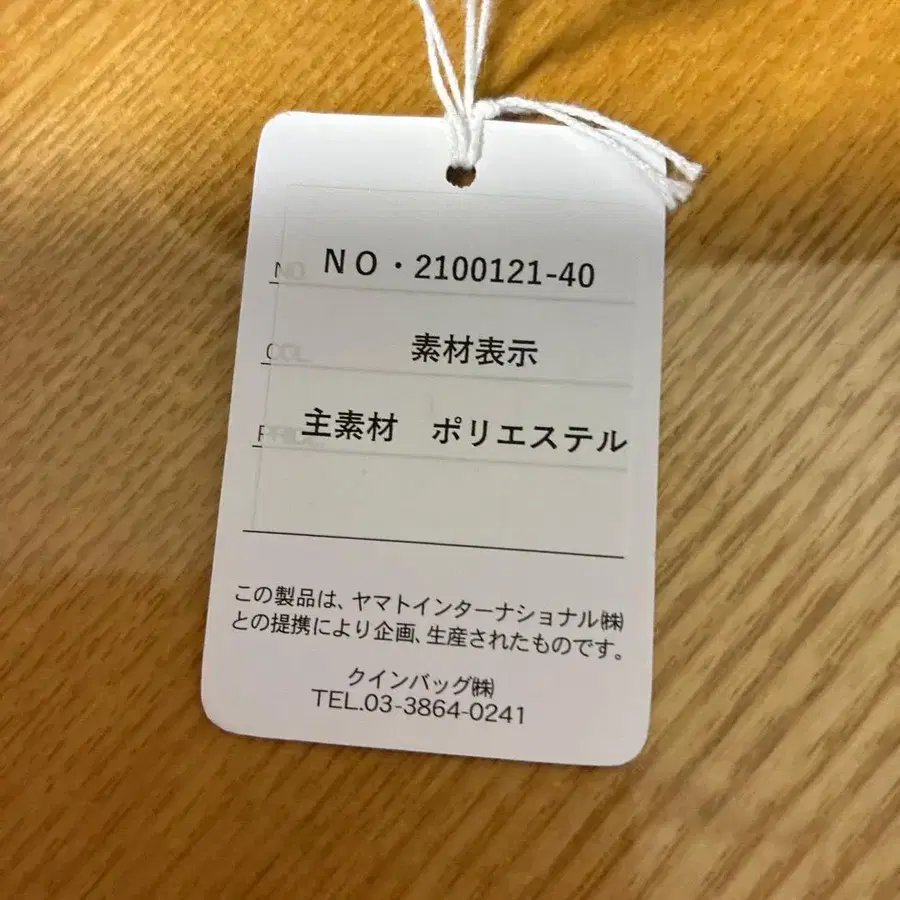 NO・2100121-40
NO.
素材表示
COL.
主素材　ポリエステル
PRICE
この製品は、ヤマトインターナショナル㈱
との提携により企画、生産されたものです。
クインバッグ㈱
TEL.03-3864-0241